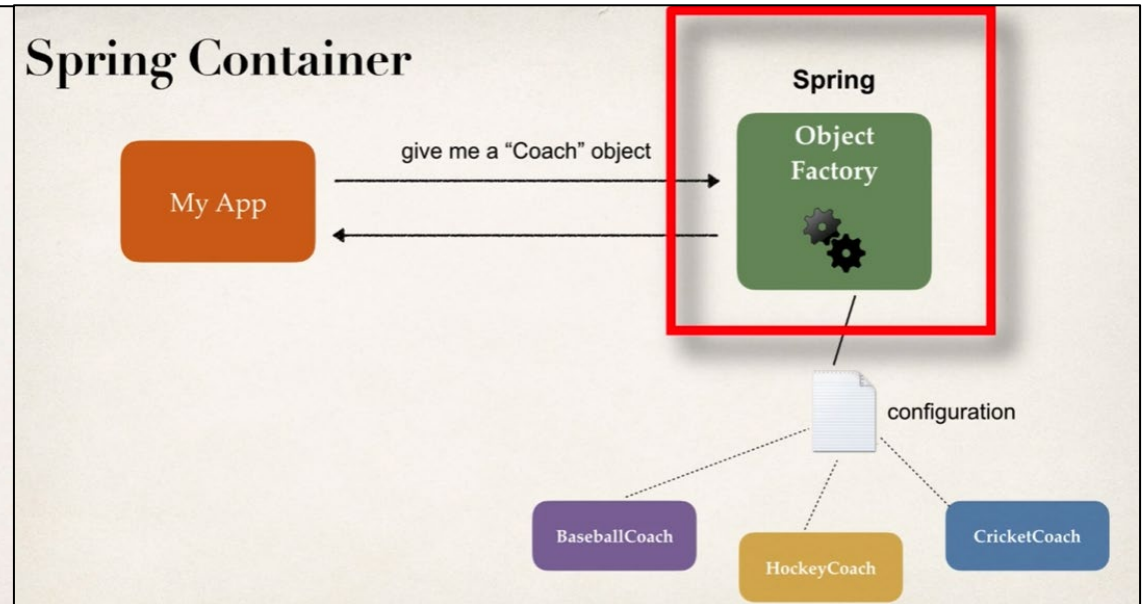 Spring Container
Spring
Object
Factory
give me a “Coach” object
My App
configuration
BaseballCoach
HockeyCoach
CricketCoach